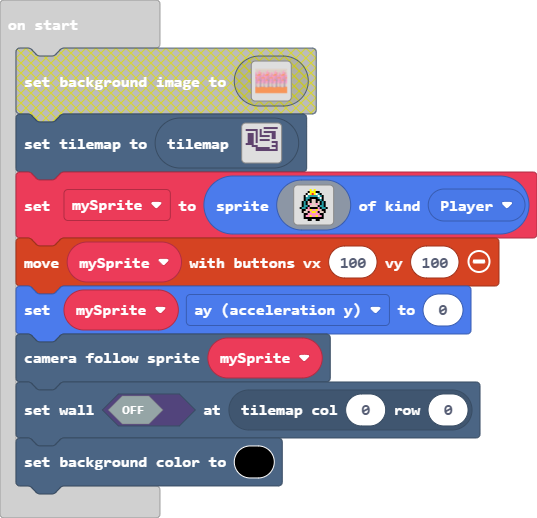 on start
set background image to
set tilemap to tilemap
set mySprite to sprite of kind Player
move mySprite with buttons vx 100 vy 100
set mySprite ay (acceleration y) to 0
camera follow sprite mySprite
set wall OFF at tilemap col 0 row 0
set background color to